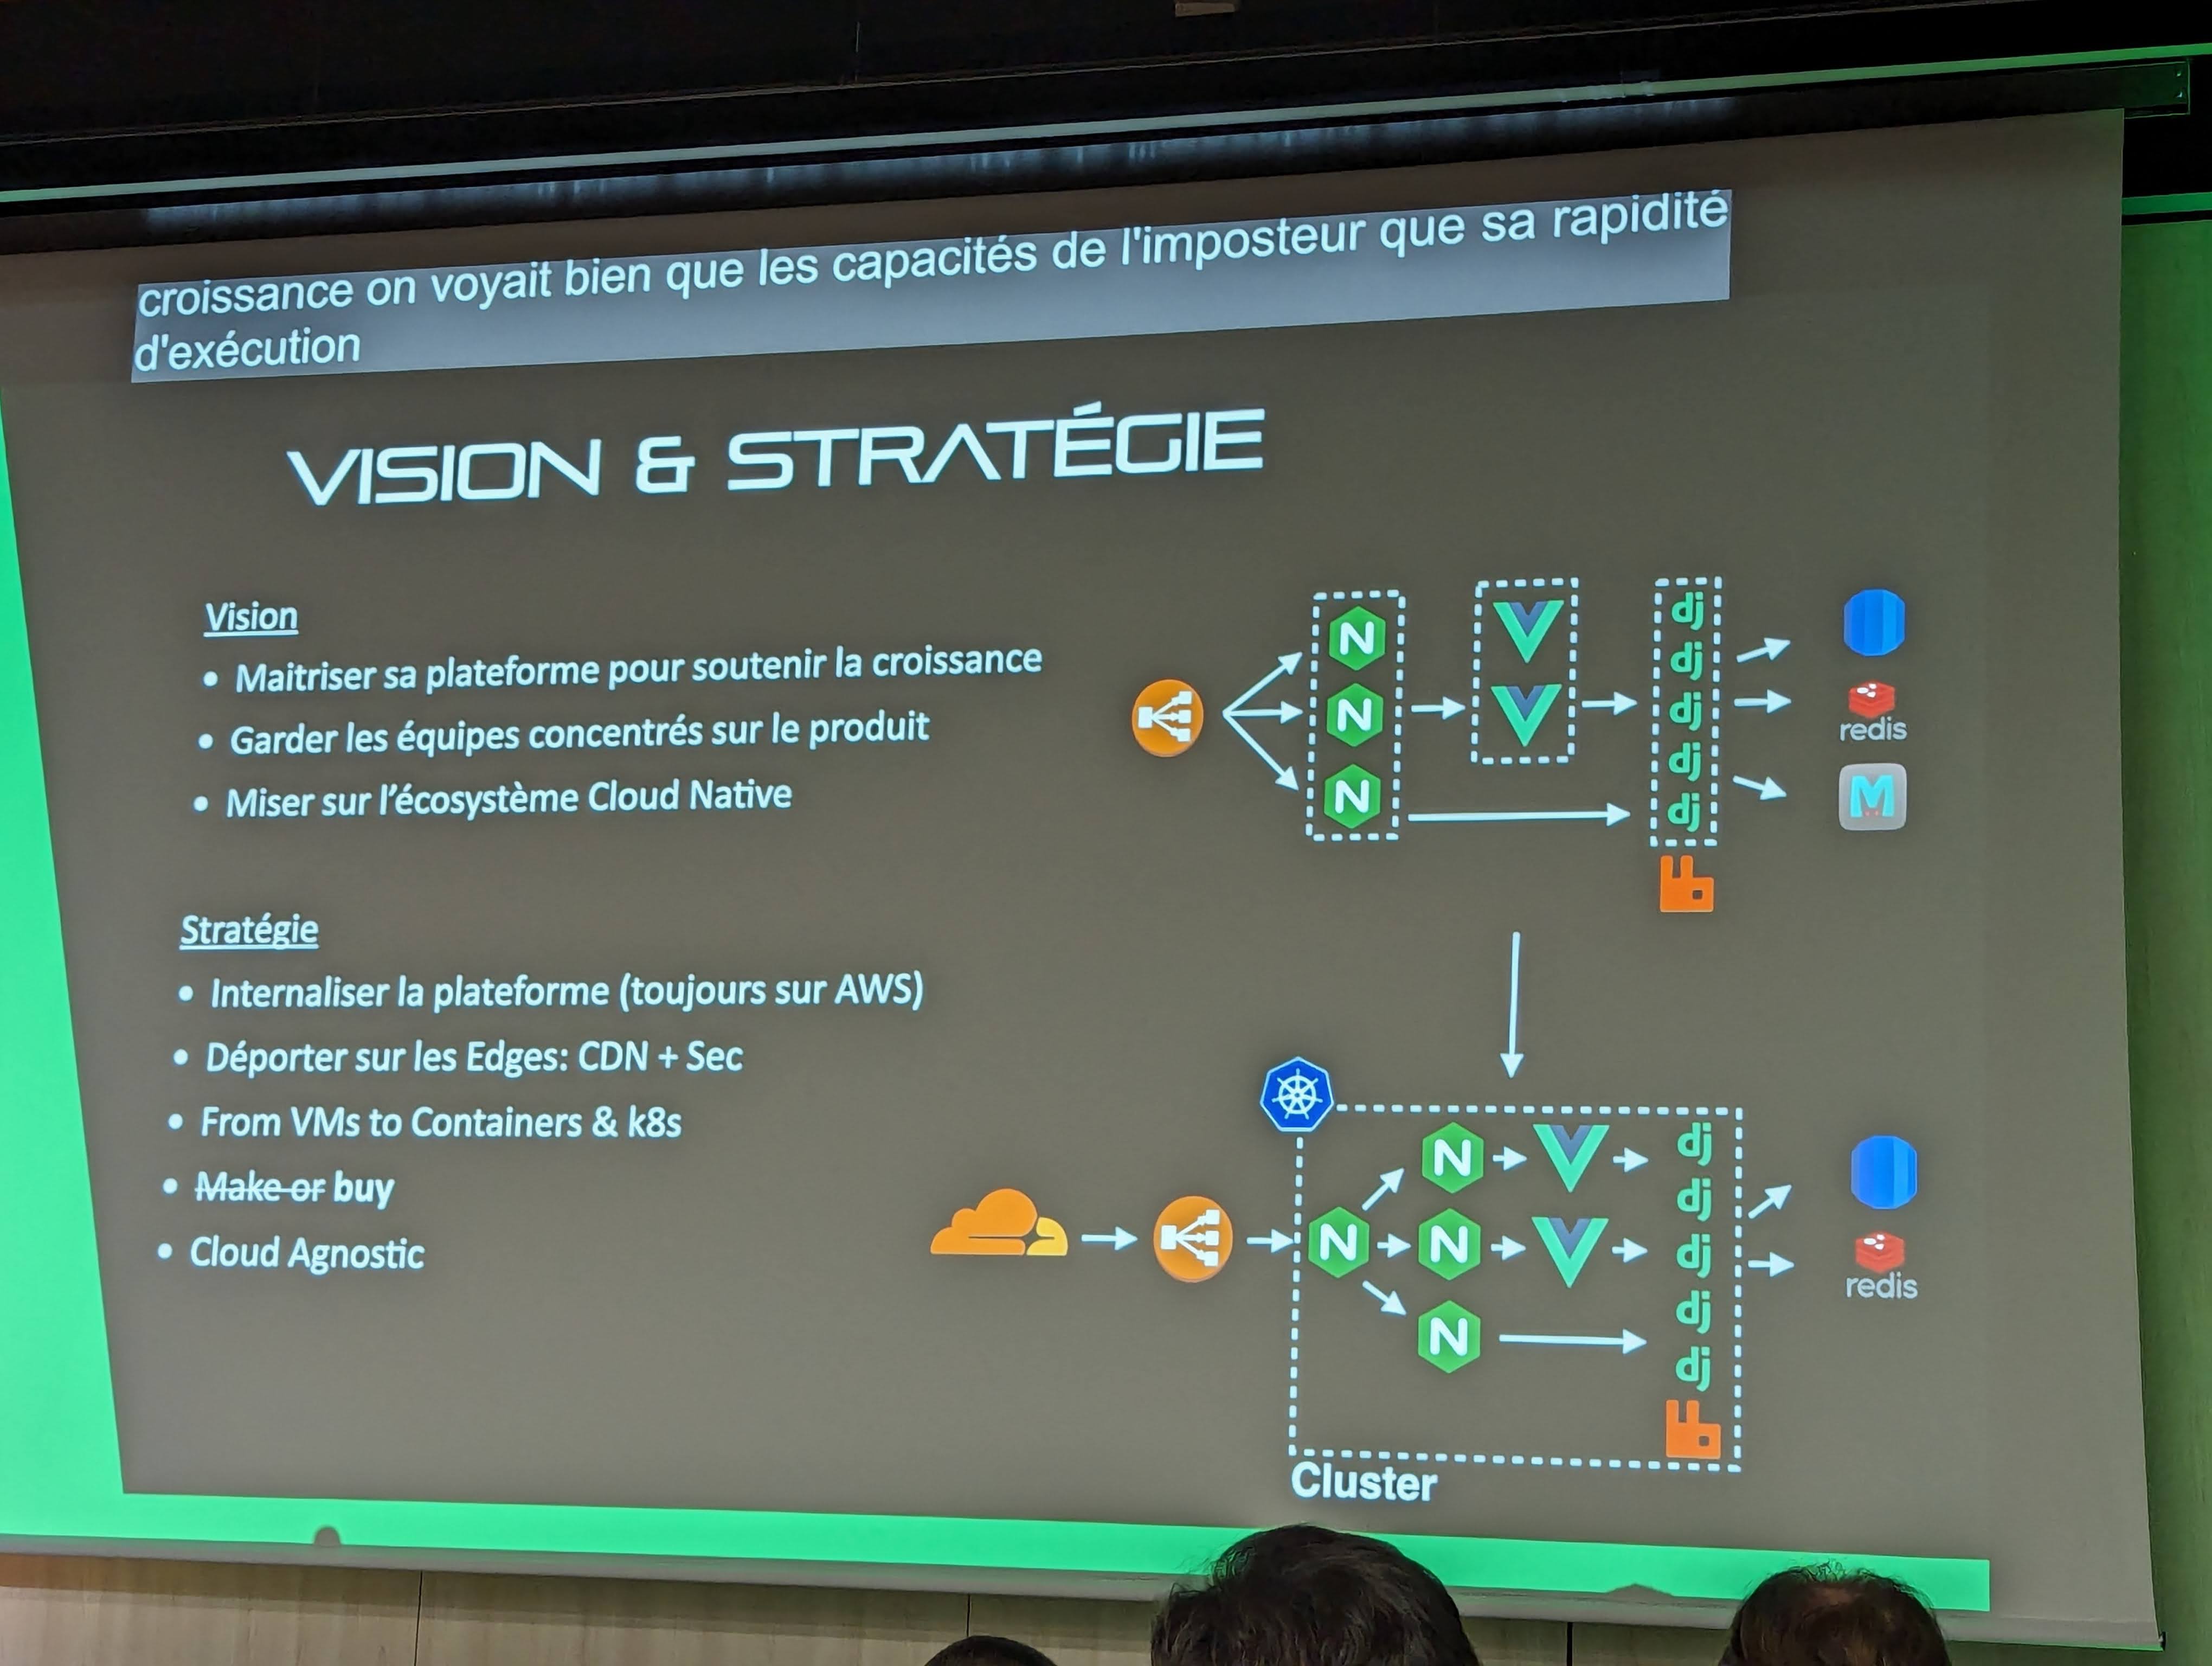 croissance on voyait bien que les capacités de l'imposteur que sa rapidité
d'exécution
VISION & STRATÉGIE
Vision
• Maitriser sa plateforme pour soutenir la croissance
• Garder les équipes concentrés sur le produit
• Miser sur l’écosystème Cloud Native
Stratégie
• Internaliser la plateforme (toujours sur AWS)
• Déporter sur les Edges: CDN + Sec
• From VMs to Containers & k8s
• Make or buy
• Cloud Agnostic
N
N
N
dj
dj
dj
dj
dj
redis
M
N
N
N
N
dj
dj
dj
dj
dj
redis
Cluster